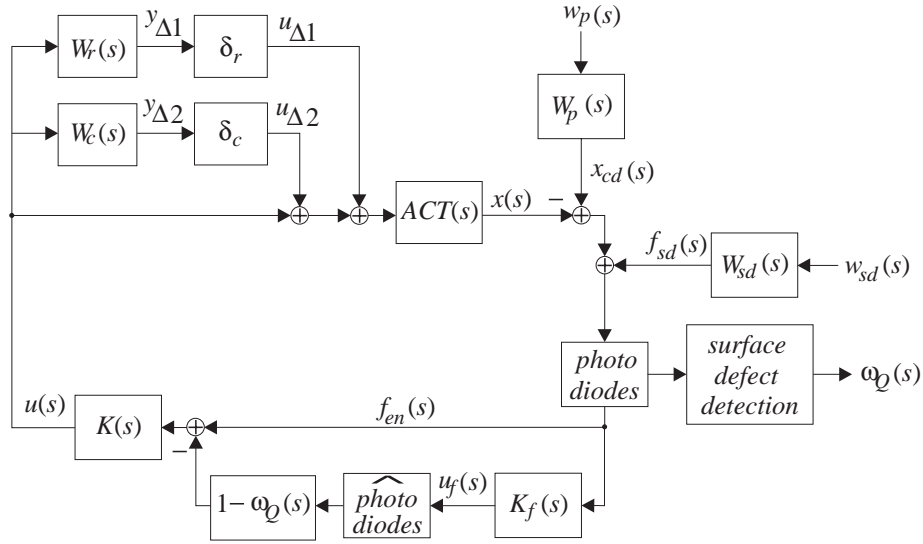 w_p(s)
y_Δ1
u_Δ1
W_r(s)
δ_r
W_p(s)
y_Δ2
u_Δ2
W_c(s)
δ_c
x_cd(s)
ACT(s)
x(s)
−
f_sd(s)
W_sd(s)
w_sd(s)
photo
diodes
surface
defect
detection
ω_Q(s)
u(s)
K(s)
f_en(s)
−
1−ω_Q(s)
photo
diodes
u_f(s)
K_f(s)